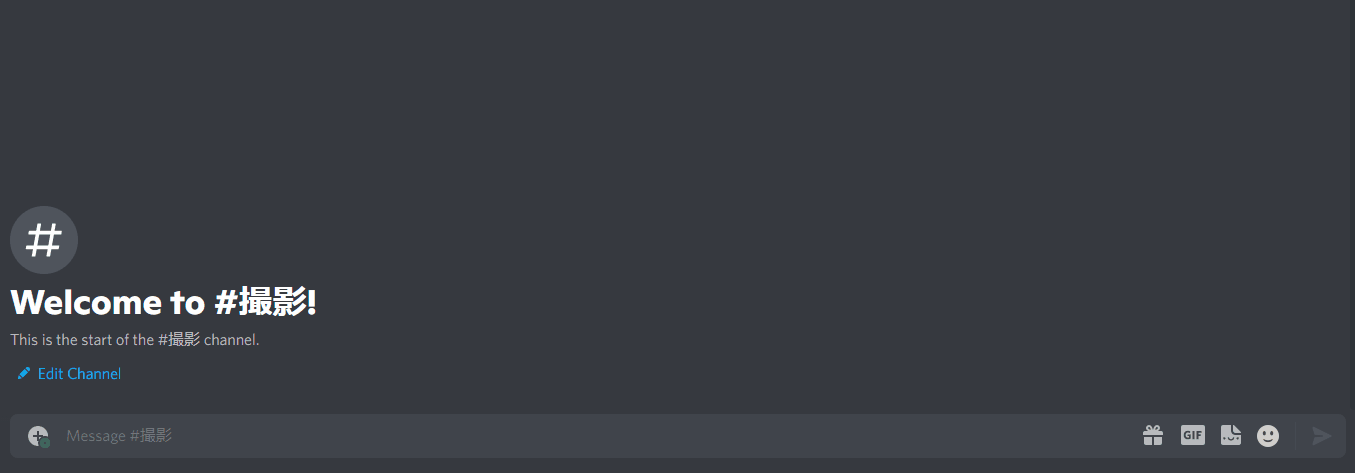 Welcome to #撮影!
This is the start of the #撮影 channel.
Edit Channel
Message #撮影
GIF